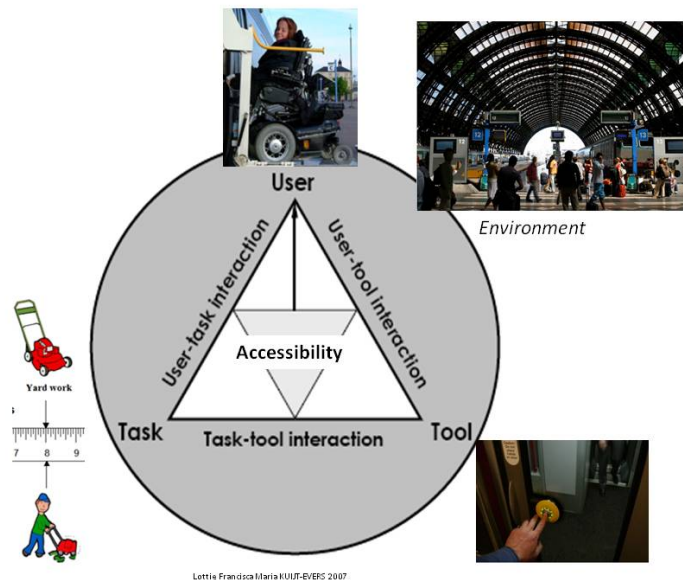 User
Environment
User-task interaction
User-tool interaction
Accessibility
Yard work
s
7 8 9
Task
Task-tool interaction
Tool
Lottie Francisca Maria KUIJT-EVERS 2007